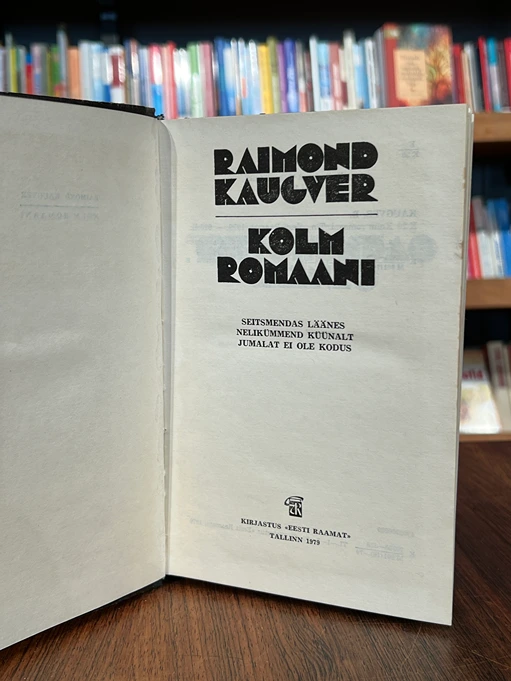 RAIMOND
KAUGVER
KOLM
ROMAANI
SEITSMENDAS LÄÄNES
NELIKÜMMEND KÜÜNALT
JUMALAT EI OLE KODUS
KIRJASTUS «EESTI RAAMAT»
TALLINN 1979